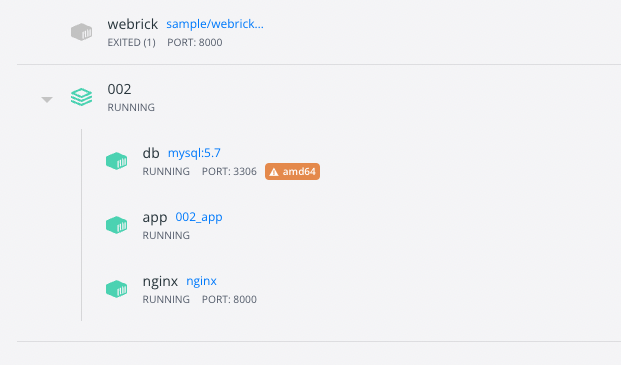 webrick sample/webrick...
EXITED (1) PORT: 8000
002
RUNNING
db mysql:5.7
RUNNING PORT: 3306 amd64
app 002_app
RUNNING
nginx nginx
RUNNING PORT: 8000